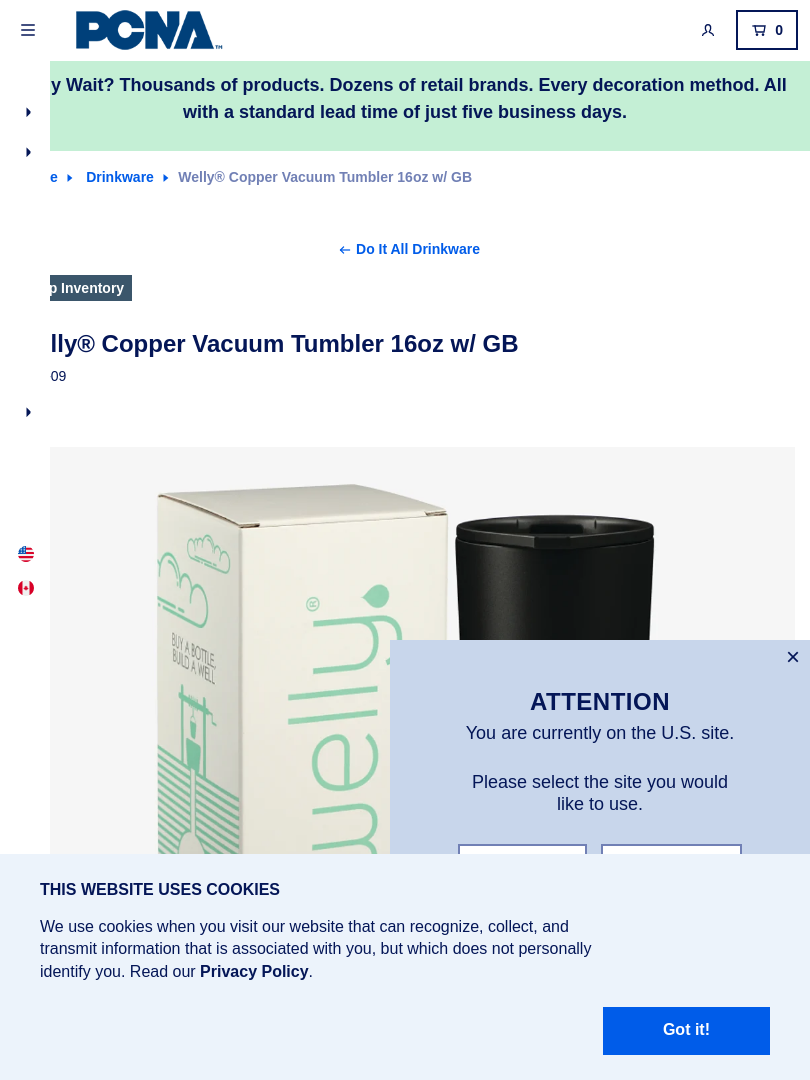 PCNA™
0
y Wait? Thousands of products. Dozens of retail brands. Every decoration method. All
with a standard lead time of just five business days.
e Drinkware Welly® Copper Vacuum Tumbler 16oz w/ GB
Do It All Drinkware
p Inventory
lly® Copper Vacuum Tumbler 16oz w/ GB
09
BUY A BOTTLE,
BUILD A WELL
welly®
ATTENTION
You are currently on the U.S. site.
Please select the site you would
like to use.
THIS WEBSITE USES COOKIES
We use cookies when you visit our website that can recognize, collect, and
transmit information that is associated with you, but which does not personally
identify you. Read our Privacy Policy.
Got it!